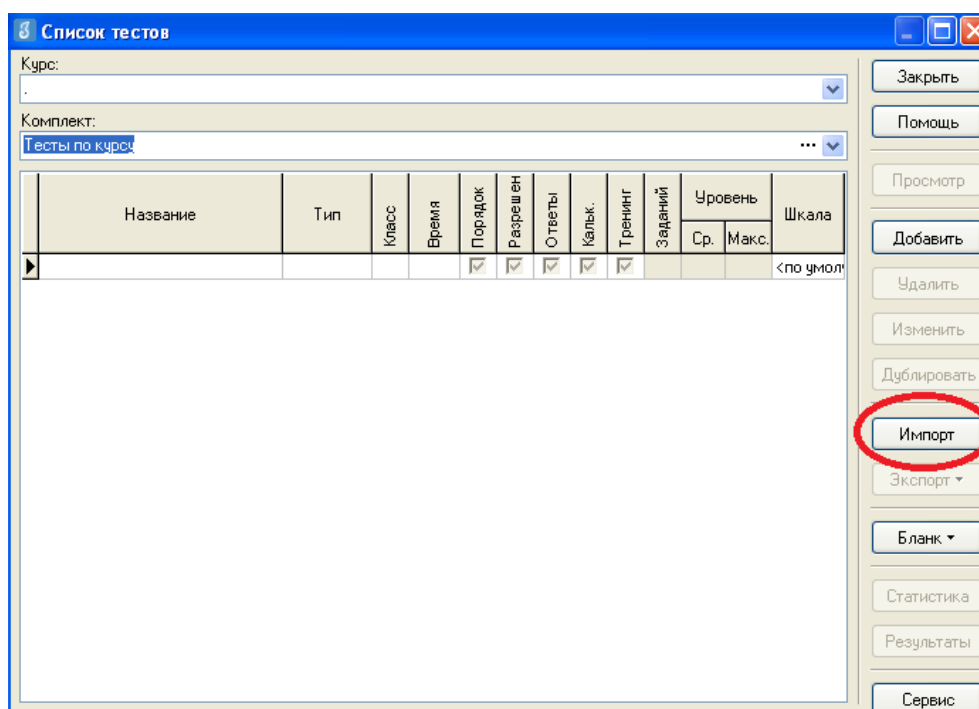 Список тестов
Курс:
.
Закрыть
Комплект:
Тесты по курсу ...
Помощь
Просмотр
Название Тип Класс Время Порядок Разрешен Ответы Кальк. Тренинг Заданий Уровень Шкала
Ср. Макс.
Добавить
<по умол
Удалить
Изменить
Дублировать
Импорт
Экспорт
Бланк
Статистика
Результаты
Сервис